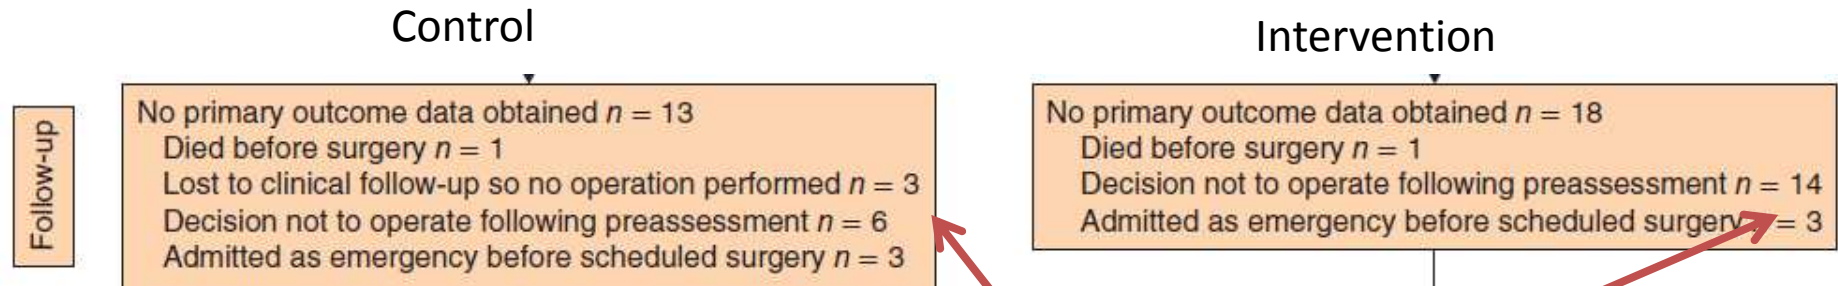 Control
Intervention
Follow-up
No primary outcome data obtained n = 13
Died before surgery n = 1
Lost to clinical follow-up so no operation performed n = 3
Decision not to operate following preassessment n = 6
Admitted as emergency before scheduled surgery n = 3
No primary outcome data obtained n = 18
Died before surgery n = 1
Decision not to operate following preassessment n = 14
Admitted as emergency before scheduled surgery = 3